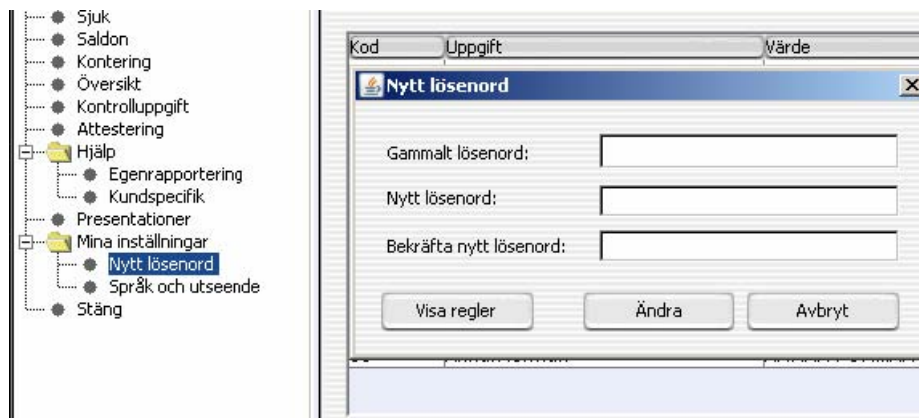 Sjuk
Saldon
Kontering
Översikt
Kontrolluppgift
Attestering
Hjälp
Egenrapportering
Kundspecifik
Presentationer
Mina inställningar
Nytt lösenord
Språk och utseende
Stäng
Kod Uppgift Värde
Nytt lösenord
Gammalt lösenord:
Nytt lösenord:
Bekräfta nytt lösenord:
Visa regler Ändra Avbryt